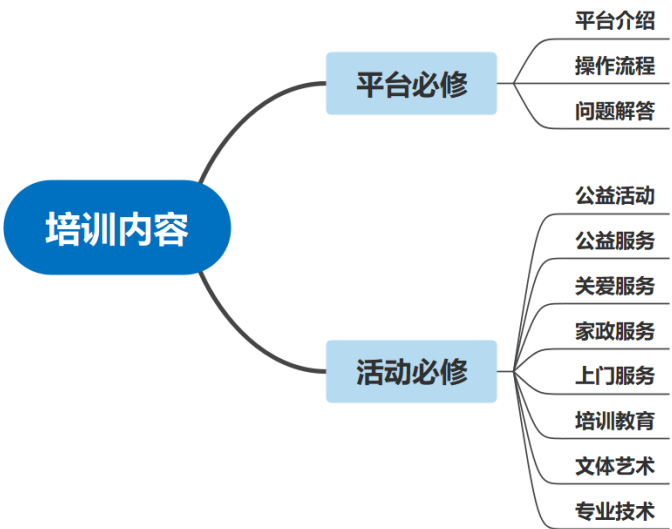 培训内容
平台必修
平台介绍
操作流程
问题解答
活动必修
公益活动
公益服务
关爱服务
家政服务
上门服务
培训教育
文体艺术
专业技术